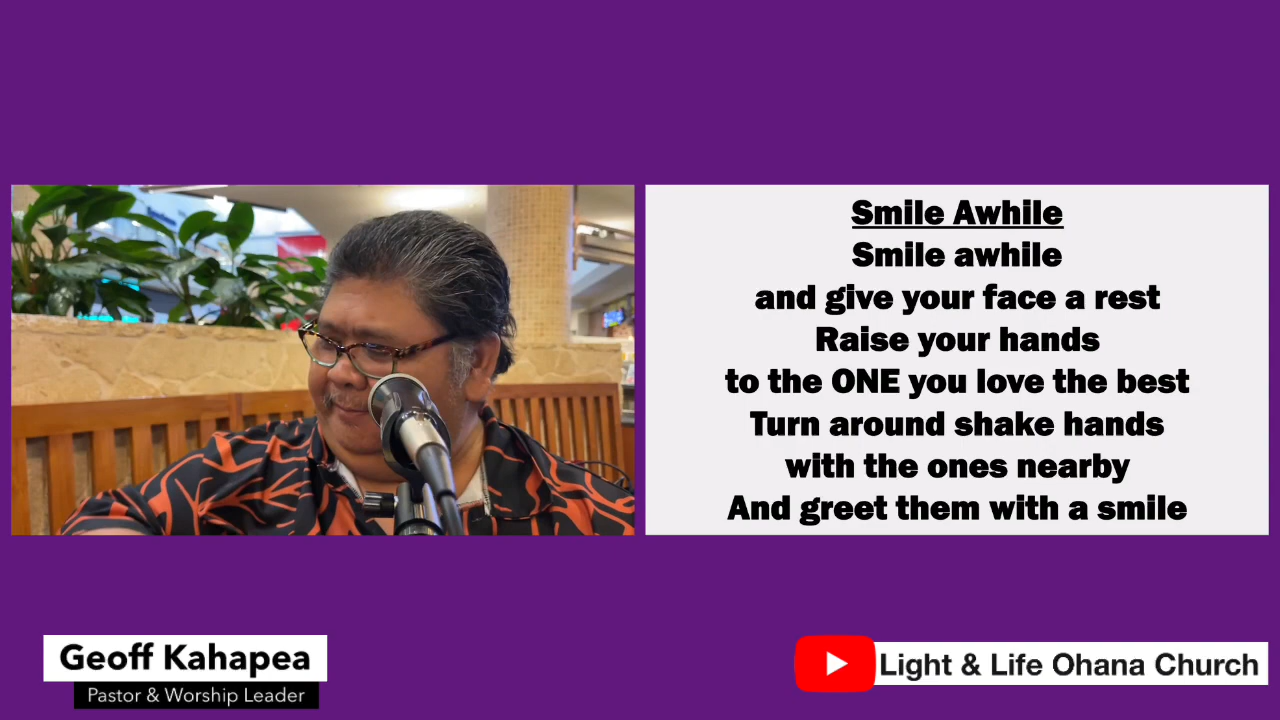 Smile Awhile
Smile awhile
and give your face a rest
Raise your hands
to the ONE you love the best
Turn around shake hands
with the ones nearby
And greet them with a smile
Geoff Kahapea
Pastor & Worship Leader
Light & Life Ohana Church